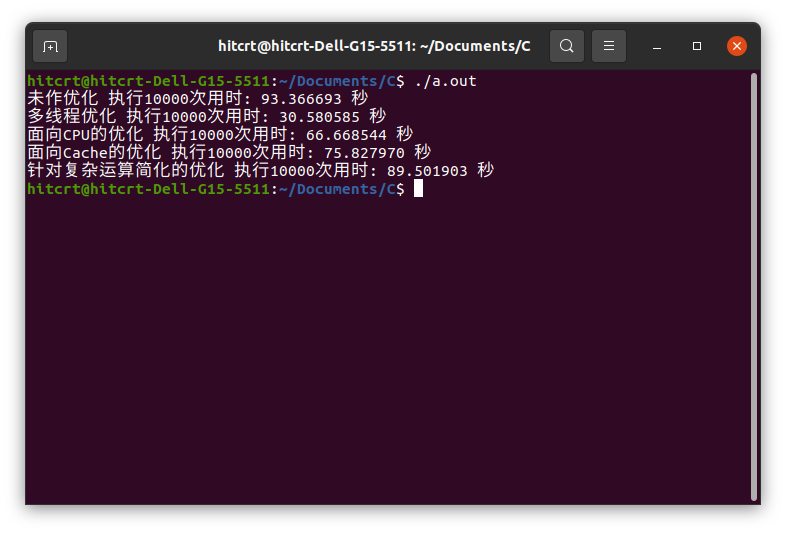 hitcrt@hitcrt-Dell-G15-5511: ~/Documents/C
hitcrt@hitcrt-Dell-G15-5511:~/Documents/C$ ./a.out
未作优化 执行10000次用时: 93.366693 秒
多线程优化 执行10000次用时: 30.580585 秒
面向CPU的优化 执行10000次用时: 66.668544 秒
面向Cache的优化 执行10000次用时: 75.827970 秒
针对复杂运算简化的优化 执行10000次用时: 89.501903 秒
hitcrt@hitcrt-Dell-G15-5511:~/Documents/C$